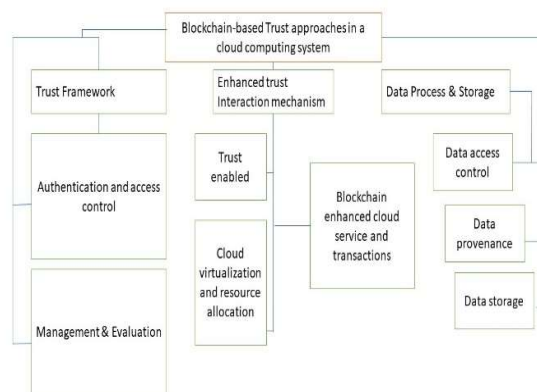 Blockchain-based Trust approaches in a
cloud computing system
Trust Framework
Enhanced trust
Interaction mechanism
Data Process & Storage
Authentication and access
control
Management & Evaluation
Trust
enabled
Cloud
virtualization
and resource
allocation
Blockchain
enhanced cloud
service and
transactions
Data access
control
Data
provenance
Data storage